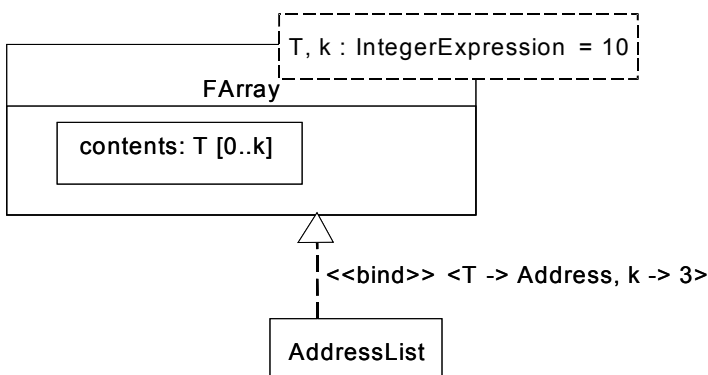 T, k : IntegerExpression = 10
FArray
contents: T [0..k]
<<bind>> <T -> Address, k -> 3>
AddressList